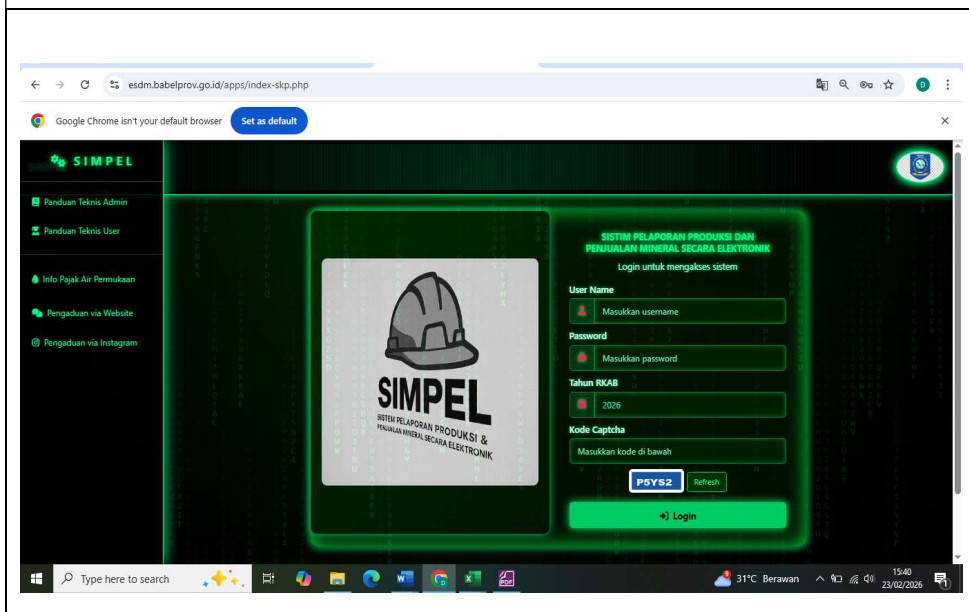 esdm.babelprov.go.id/apps/index-skp.php
Google Chrome isn't your default browser
Set as default
SIMPEL
Panduan Teknis Admin
Panduan Teknis User
Info Pajak Air Permukaan
Pengaduan via Website
Pengaduan via Instagram
SIMPEL
SISTEM PELAPORAN PRODUKSI &
PENJUALAN MINERAL SECARA ELEKTRONIK
SISTIM PELAPORAN PRODUKSI DAN
PENJUALAN MINERAL SECARA ELEKTRONIK
Login untuk mengakses sistem
User Name
Masukkan username
Password
Masukkan password
Tahun RKAB
2026
Kode Captcha
Masukkan kode di bawah
P5YS2
Refresh
Login
Type here to search
31°C Berawan
15:40
23/02/2026